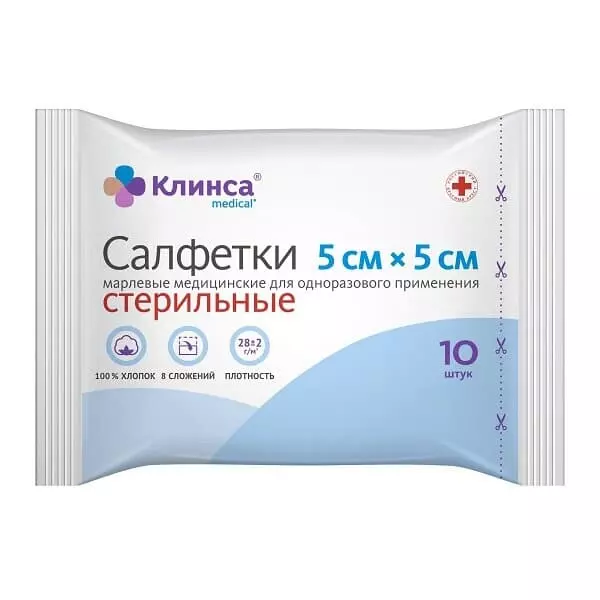 Клинса®
medical*
Салфетки 5 см × 5 см
марлевые медицинские для одноразового применения
стерильные
28±2
г/м²
100% ХЛОПОК 8 СЛОЖЕНИЙ ПЛОТНОСТЬ
10
штук